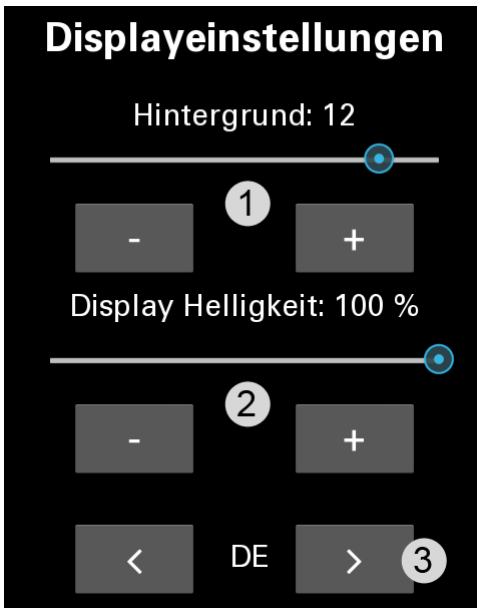 Displayeinstellungen
Hintergrund: 12
1
- +
Display Helligkeit: 100 %
2
- +
< DE > 3